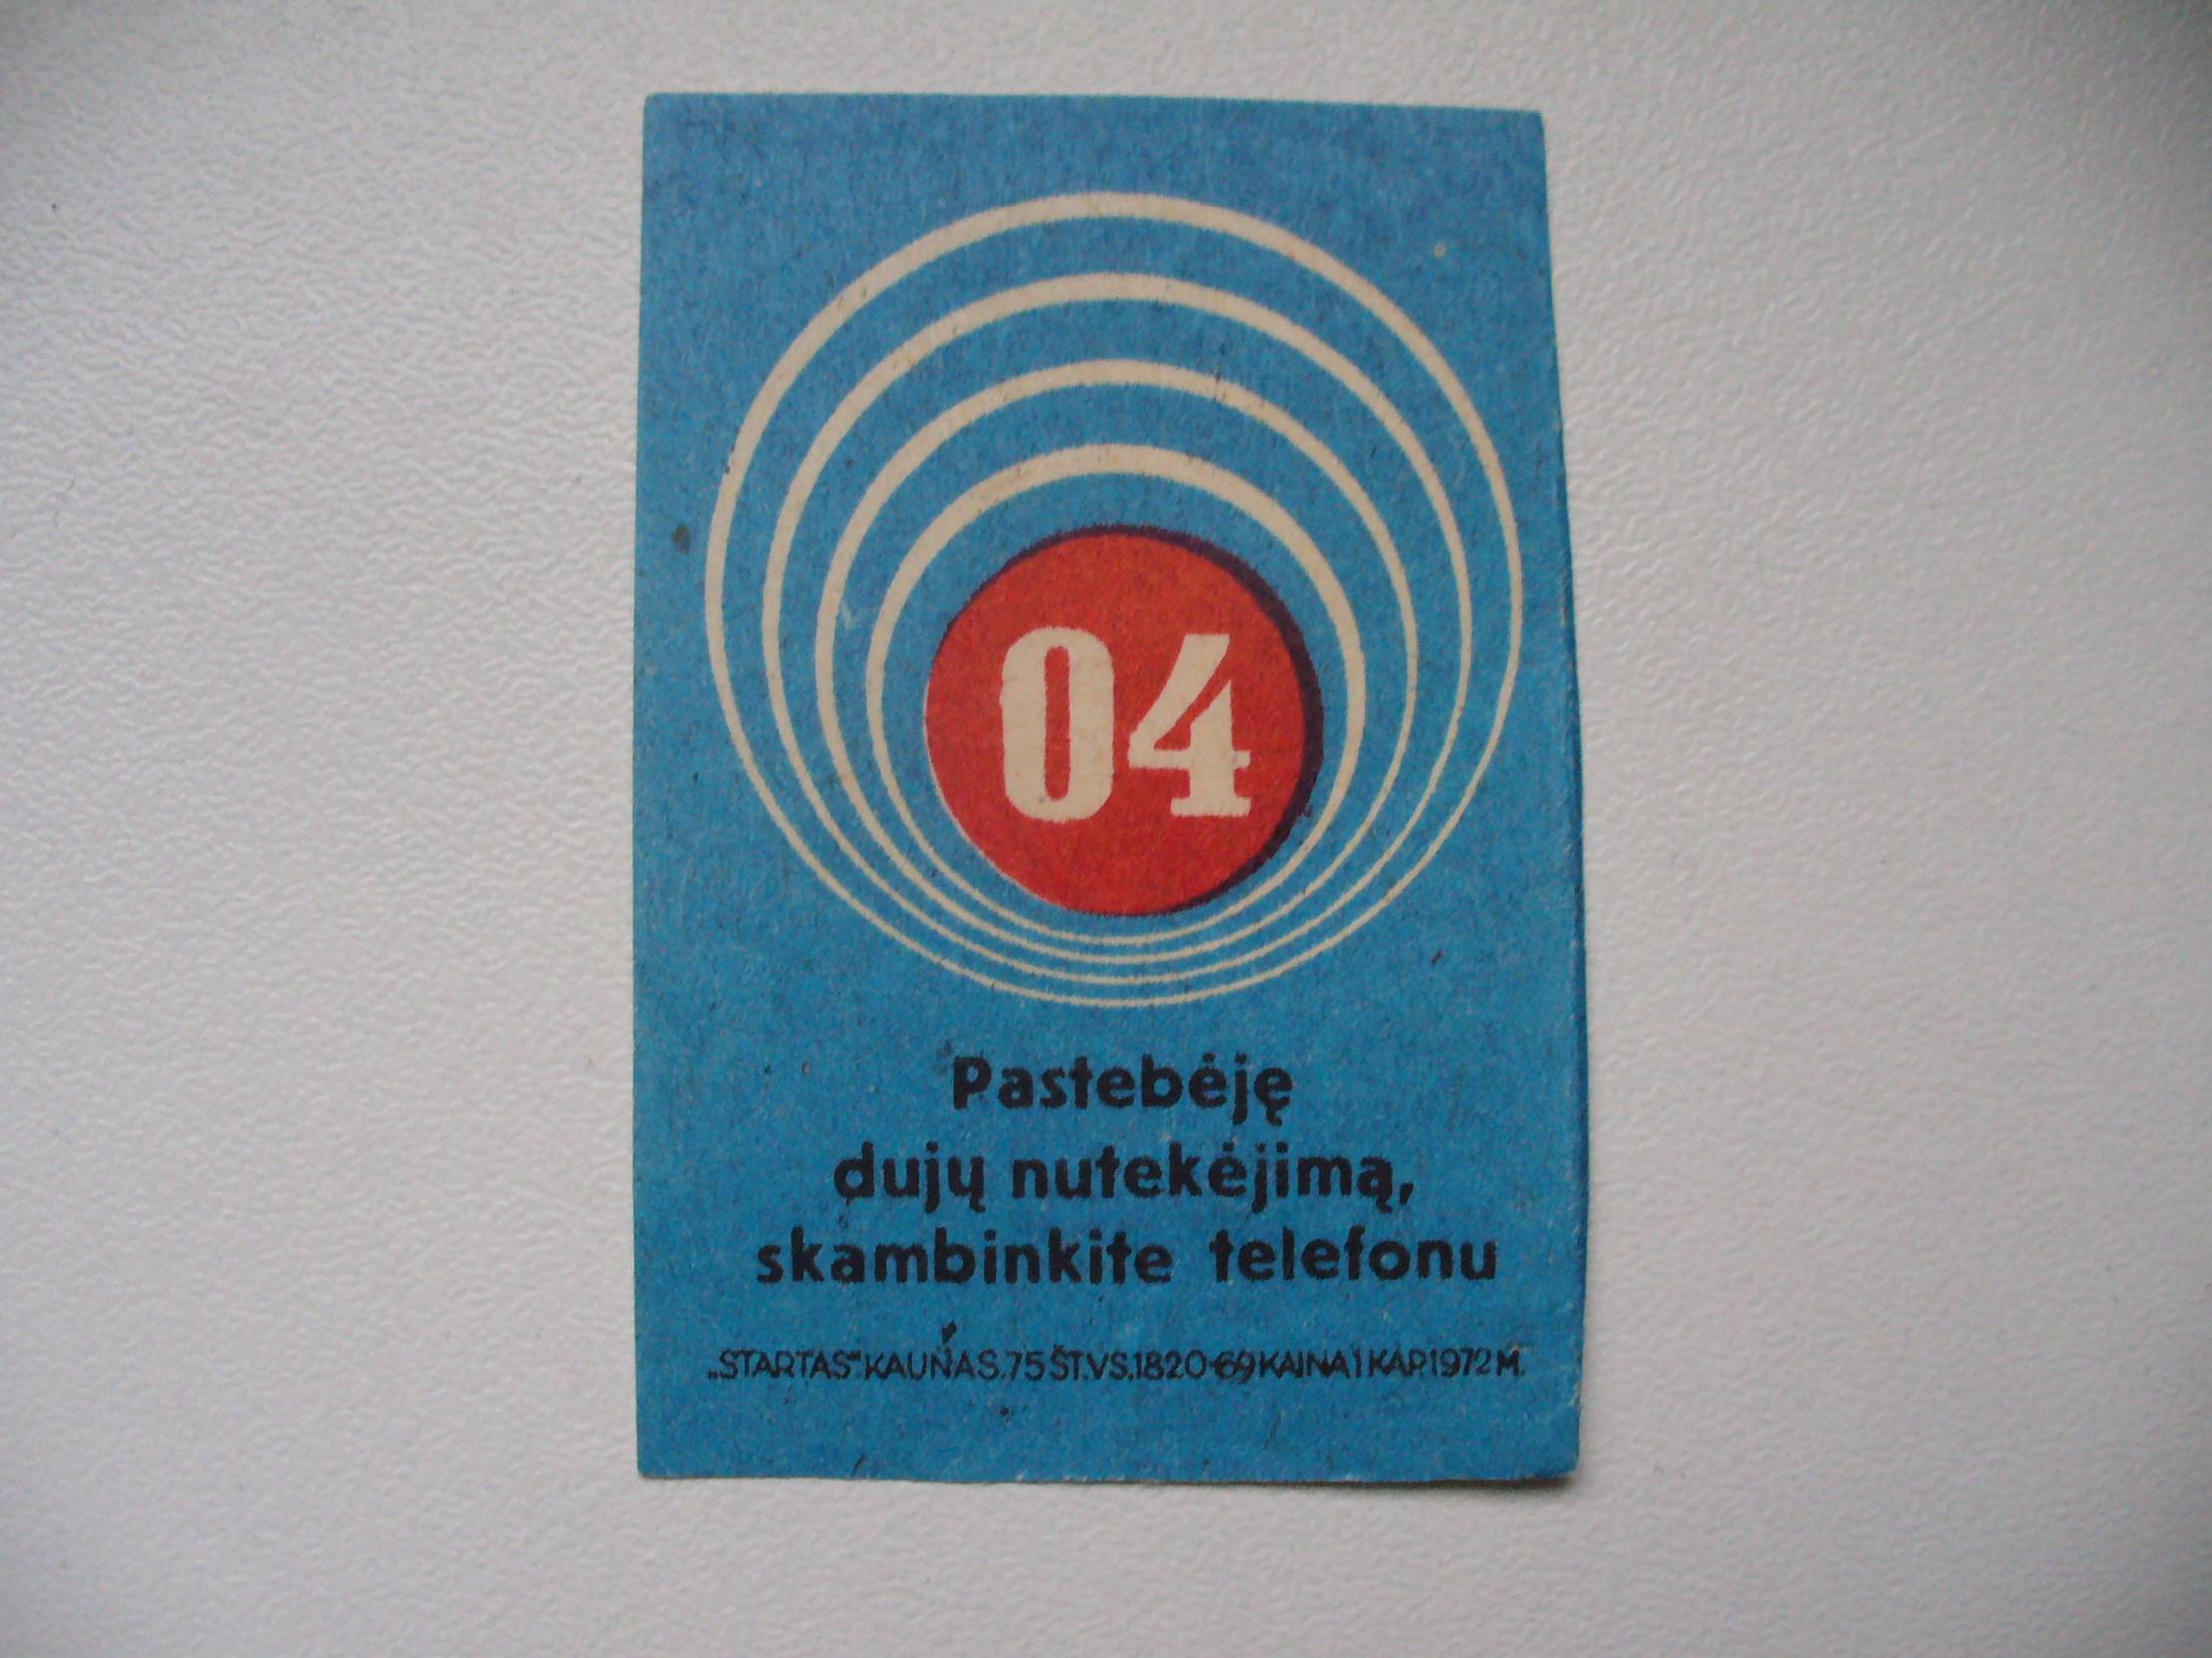 04
Pastebėję
dujų nutekėjimą,
skambinkite telefonu
„STARTAS“ KAUNAS. 75 ŠT. VS. 1820-69 KAINA 1 KAP. 1972 M.